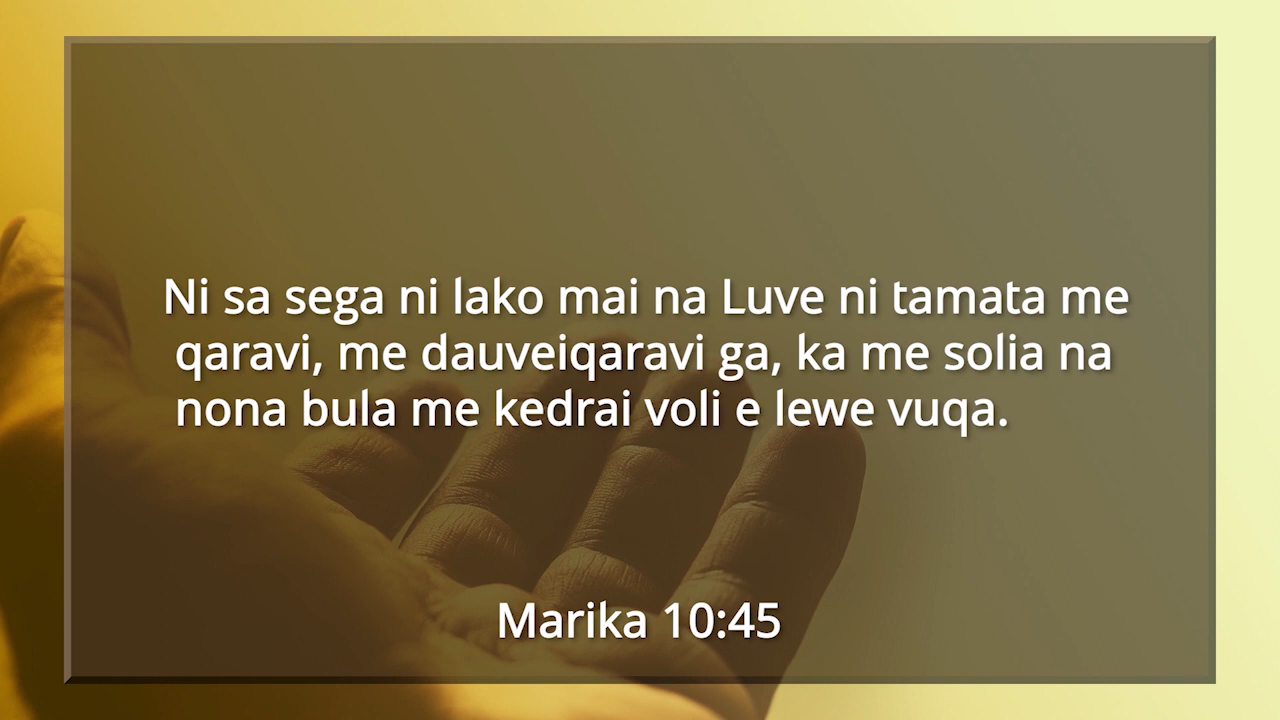 Ni sa sega ni lako mai na Luve ni tamata me
qaravi, me dauveiqaravi ga, ka me solia na
nona bula me kedrai voli e lewe vuqa.
Marika 10:45